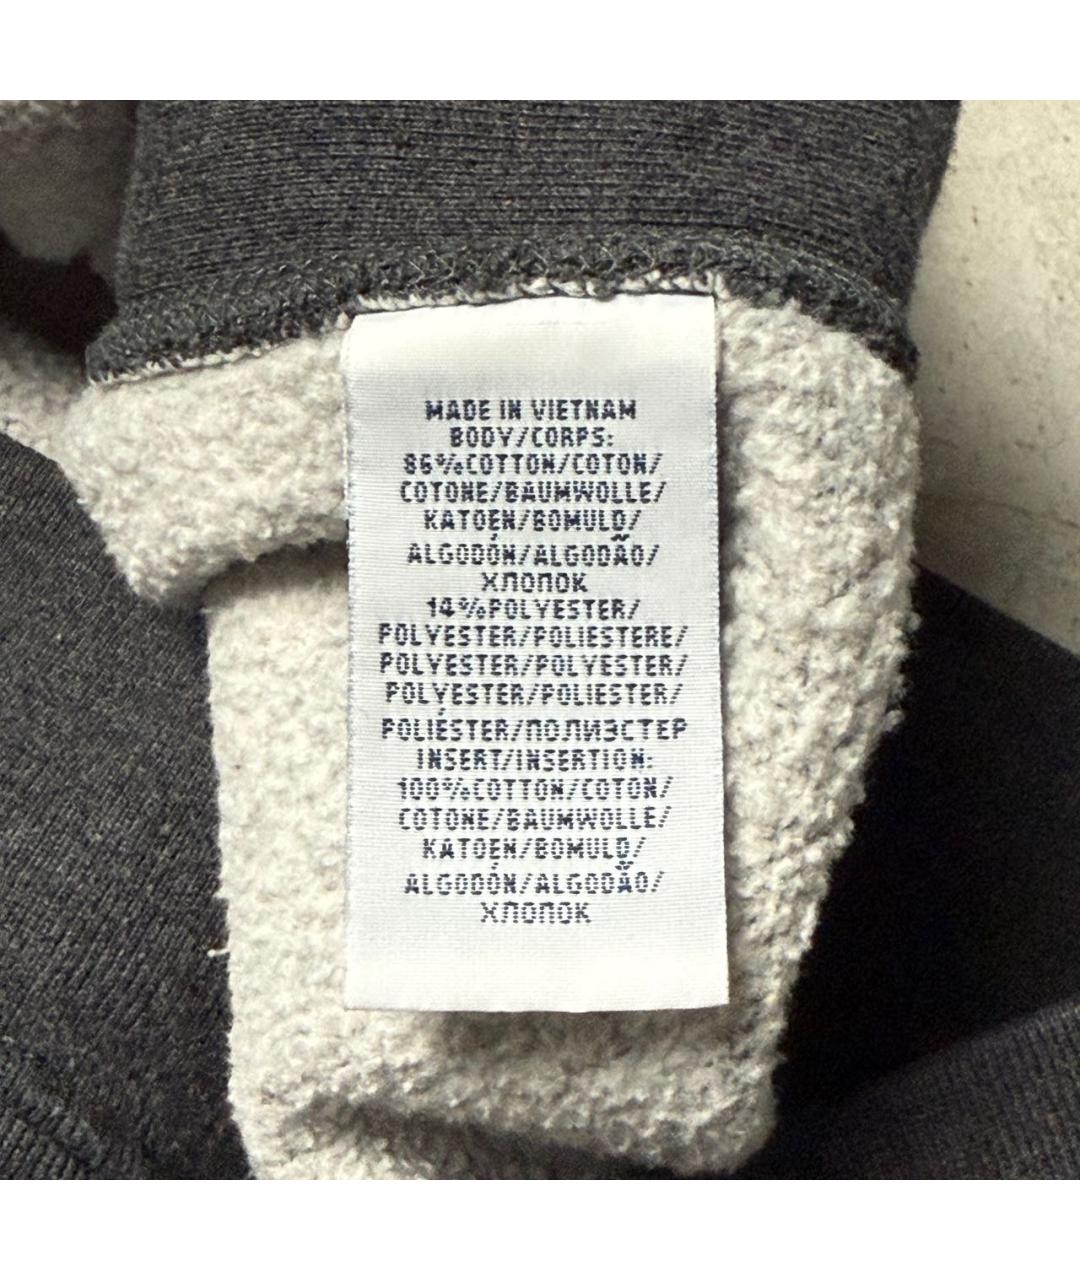 MADE IN VIETNAM
BODY/CORPS:
86%COTTON/COTON/
COTONE/BAUMWOLLE/
KATOEN/BOMULD/
ALGODÓN/ALGODÃO/
ХЛОПОК
14%POLYESTER/
POLYESTER/POLIESTERE/
POLYESTER/POLYESTER/
POLYESTER/POLIESTER/
POLIÉSTER/ПОЛИЭСТЕР
INSERT/INSERTION:
100%COTTON/COTON/
COTONE/BAUMWOLLE/
KATOEN/BOMULD/
ALGODÓN/ALGODÃO/
ХЛОПОК